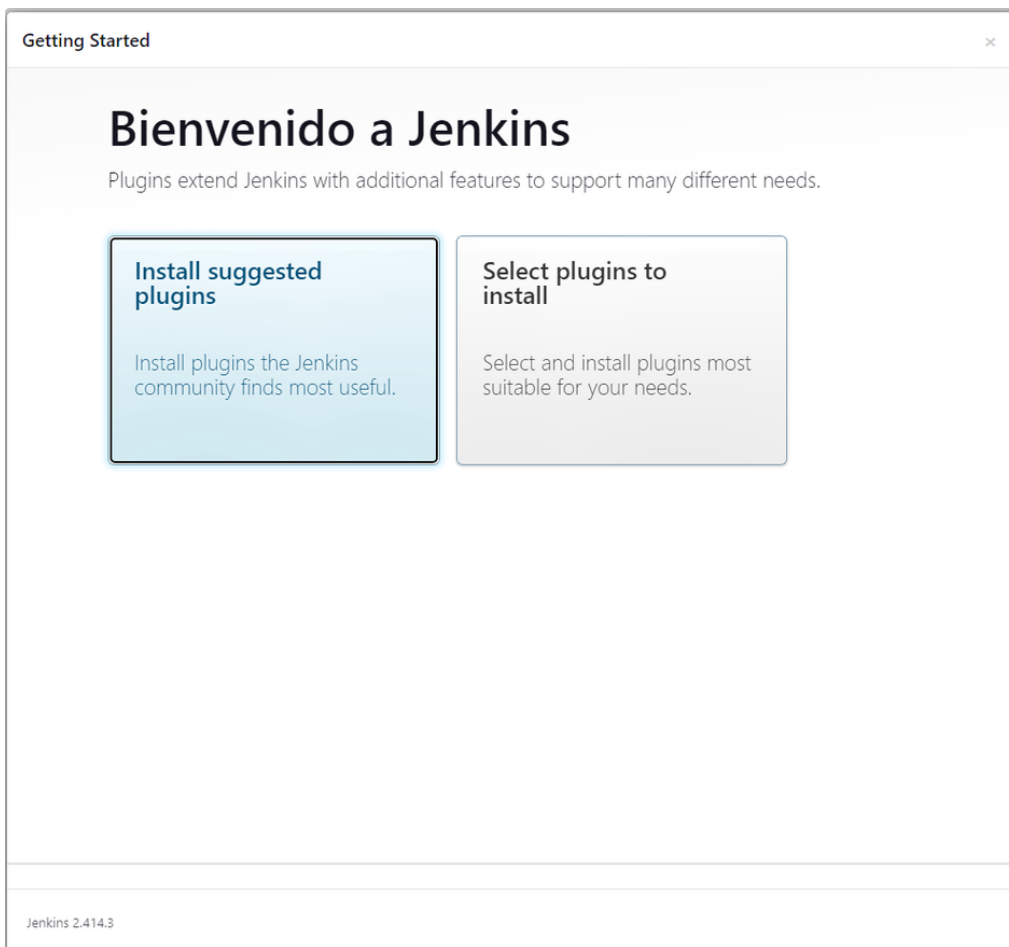 Getting Started
×
Bienvenido a Jenkins
Plugins extend Jenkins with additional features to support many different needs.
Install suggested
plugins
Install plugins the Jenkins
community finds most useful.
Select plugins to
install
Select and install plugins most
suitable for your needs.
Jenkins 2.414.3